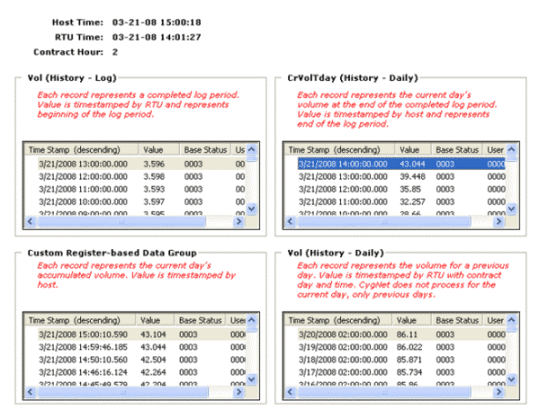 Host Time: 03-21-08 15:00:18
RTU Time: 03-21-08 14:01:27
Contract Hour: 2
Vol (History - Log)
Each record represents a completed log period.
Value is timestamped by RTU and represents
beginning of the log period.
Time Stamp (descending) Value Base Status Us
3/21/2008 13:00:00.000 3.596 0003 00
3/21/2008 12:00:00.000 3.598 0003 00
3/21/2008 11:00:00.000 3.593 0003 00
3/21/2008 10:00:00.000 3.597 0003 00
3/21/2008 09:00:00.000 3.595 0003 00
CrVolTday (History - Daily)
Each record represents the current day's
volume at the end of the completed log period.
Value is timestamped by host and represents
end of the log period.
Time Stamp (descending) Value Base Status User
3/21/2008 14:00:00.000 43.044 0003 0000
3/21/2008 13:00:00.000 39.448 0003 0000
3/21/2008 12:00:00.000 35.85 0003 0000
3/21/2008 11:00:00.000 32.257 0003 0000
3/21/2008 10:00:00.000 28.66 0003 0000
Custom Register-based Data Group
Each record represents the current day's
accumulated volume. Value is timestamped by
host.
Time Stamp (descending) Value Base Status User
3/21/2008 15:00:10.590 43.104 0003 000
3/21/2008 14:59:46.185 43.044 0003 000
3/21/2008 14:50:10.560 42.504 0003 000
3/21/2008 14:46:16.124 42.264 0003 000
3/21/2008 14:45:49.579 42.204 0003 000
Vol (History - Daily)
Each record represents the volume for a previous
day. Value is timestamped by RTU with contract
day and time. CygNet does not process for the
current day, only previous days.
Time Stamp (descending) Value Base Status User
3/20/2008 02:00:00.000 86.11 0003 0000
3/19/2008 02:00:00.000 86.022 0003 0000
3/18/2008 02:00:00.000 85.871 0003 0000
3/17/2008 02:00:00.000 85.734 0003 0000
3/16/2008 02:00:00.000 85.86 0003 0000